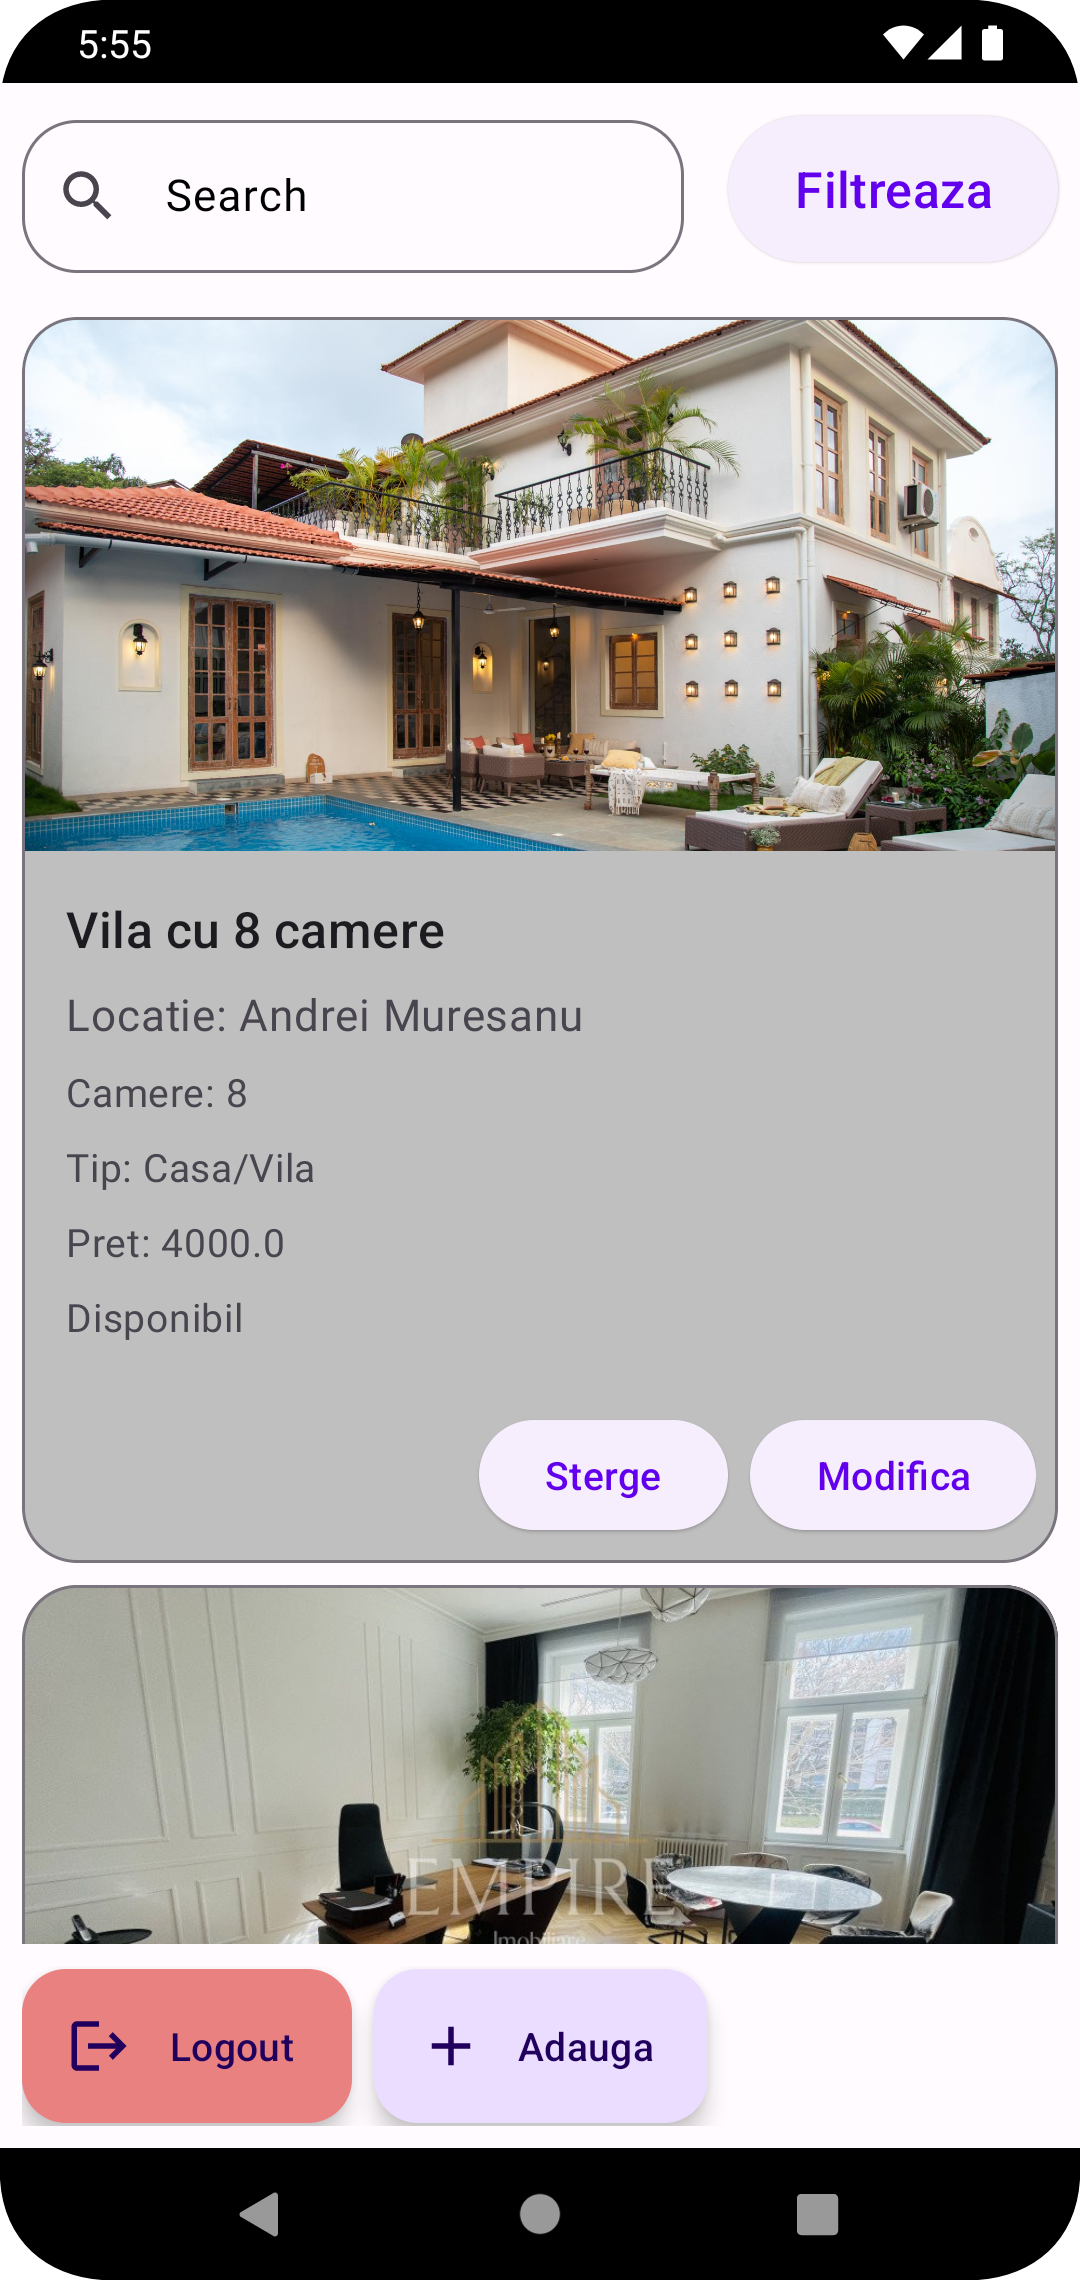 5:55
Search
Filtreaza
Vila cu 8 camere
Locatie: Andrei Muresanu
Camere: 8
Tip: Casa/Vila
Pret: 4000.0
Disponibil
Sterge
Modifica
EMPIRE
Imobiliare
Logout
Adauga